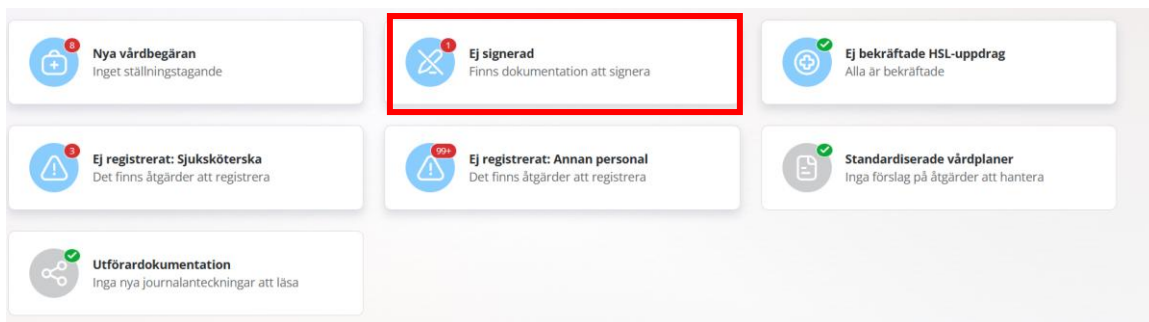 8
Nya vårdbegäran
Inget ställningstagande
1
Ej signerad
Finns dokumentation att signera
Ej bekräftade HSL-uppdrag
Alla är bekräftade
3
Ej registrerat: Sjuksköterska
Det finns åtgärder att registrera
99+
Ej registrerat: Annan personal
Det finns åtgärder att registrera
Standardiserade vårdplaner
Inga förslag på åtgärder att hantera
Utförardokumentation
Inga nya journalanteckningar att läsa